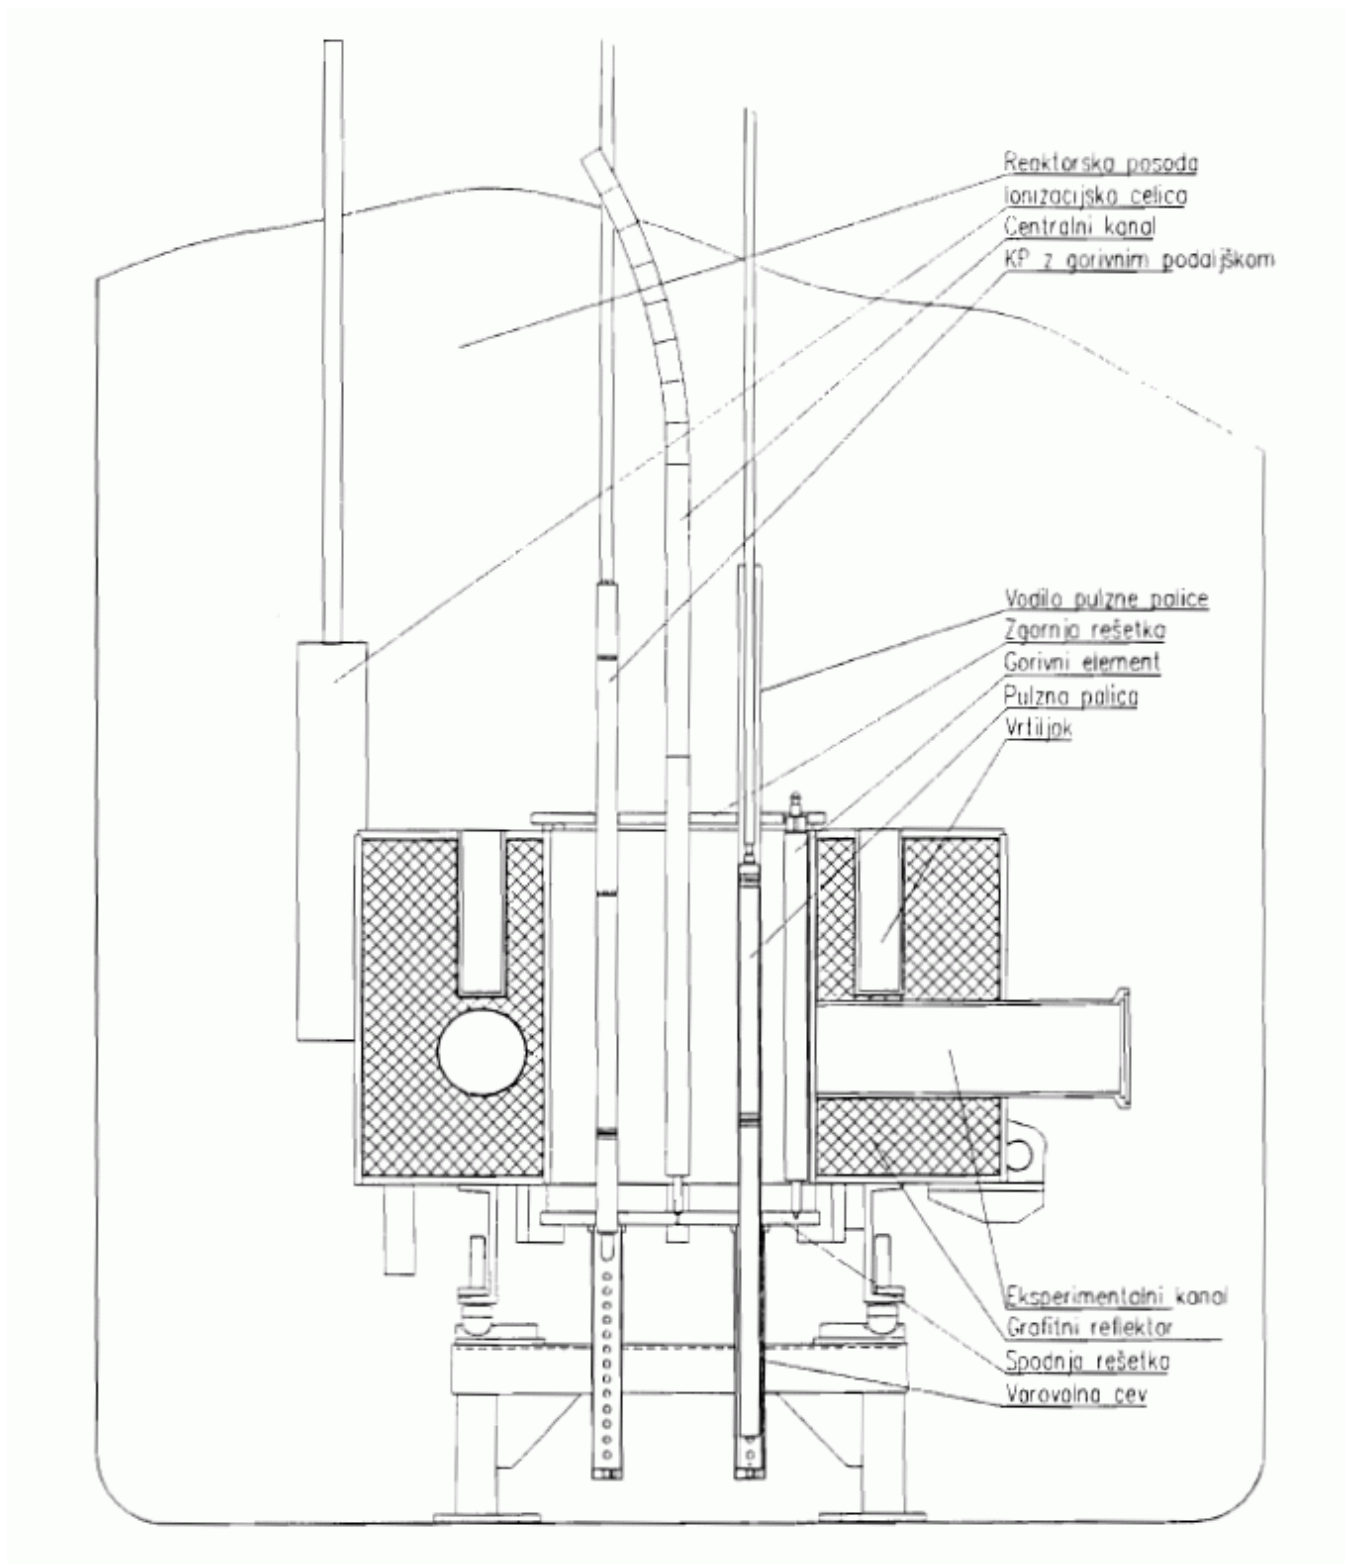 Reaktorska posoda
Ionizacijska celica
Centralni kanal
KP z gorivnim podaljškom
Vodilo pulzne palice
Zgornja rešetka
Gorivni element
Pulzna palica
Vrtiljak
Eksperimentalni kanal
Grafitni reflektor
Spodnja rešetka
Varovalna cev